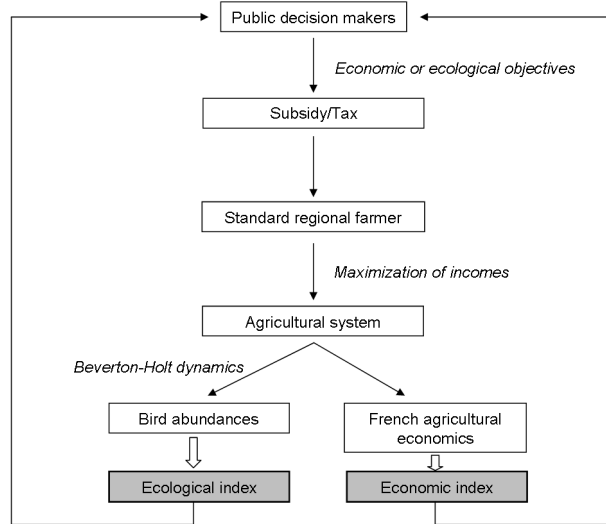 Public decision makers
Economic or ecological objectives
Subsidy/Tax
Standard regional farmer
Maximization of incomes
Agricultural system
Beverton-Holt dynamics
Bird abundances
French agricultural
economics
Ecological index
Economic index